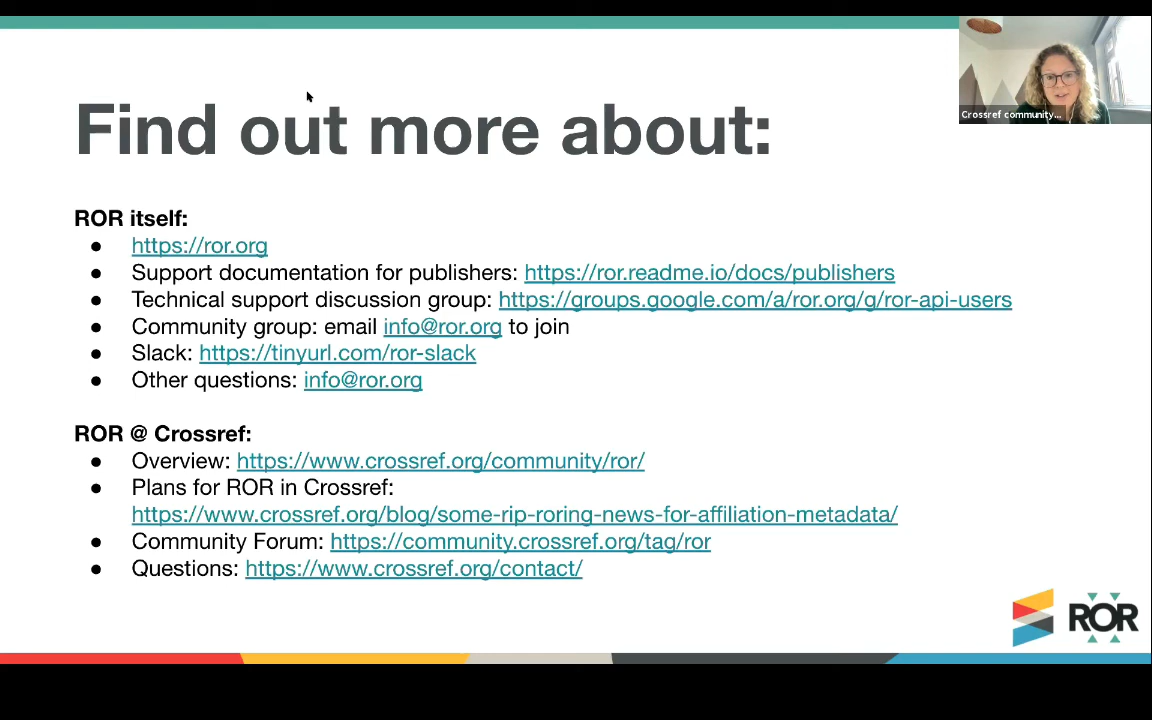 Find out more about:
Crossref community...
ROR itself:
● https://ror.org
● Support documentation for publishers: https://ror.readme.io/docs/publishers
● Technical support discussion group: https://groups.google.com/a/ror.org/g/ror-api-users
● Community group: email info@ror.org to join
● Slack: https://tinyurl.com/ror-slack
● Other questions: info@ror.org
ROR @ Crossref:
● Overview: https://www.crossref.org/community/ror/
● Plans for ROR in Crossref:
https://www.crossref.org/blog/some-rip-roring-news-for-affiliation-metadata/
● Community Forum: https://community.crossref.org/tag/ror
● Questions: https://www.crossref.org/contact/
ROR